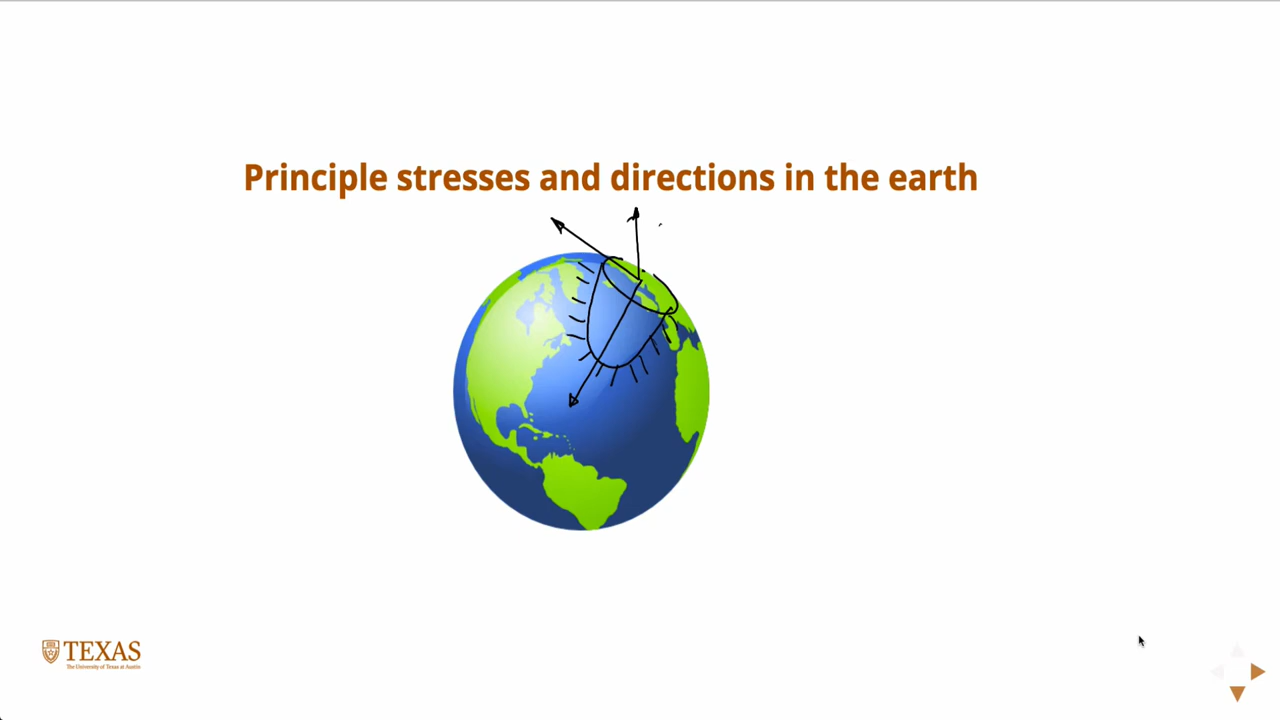 Principle stresses and directions in the earth
TEXAS
The University of Texas at Austin